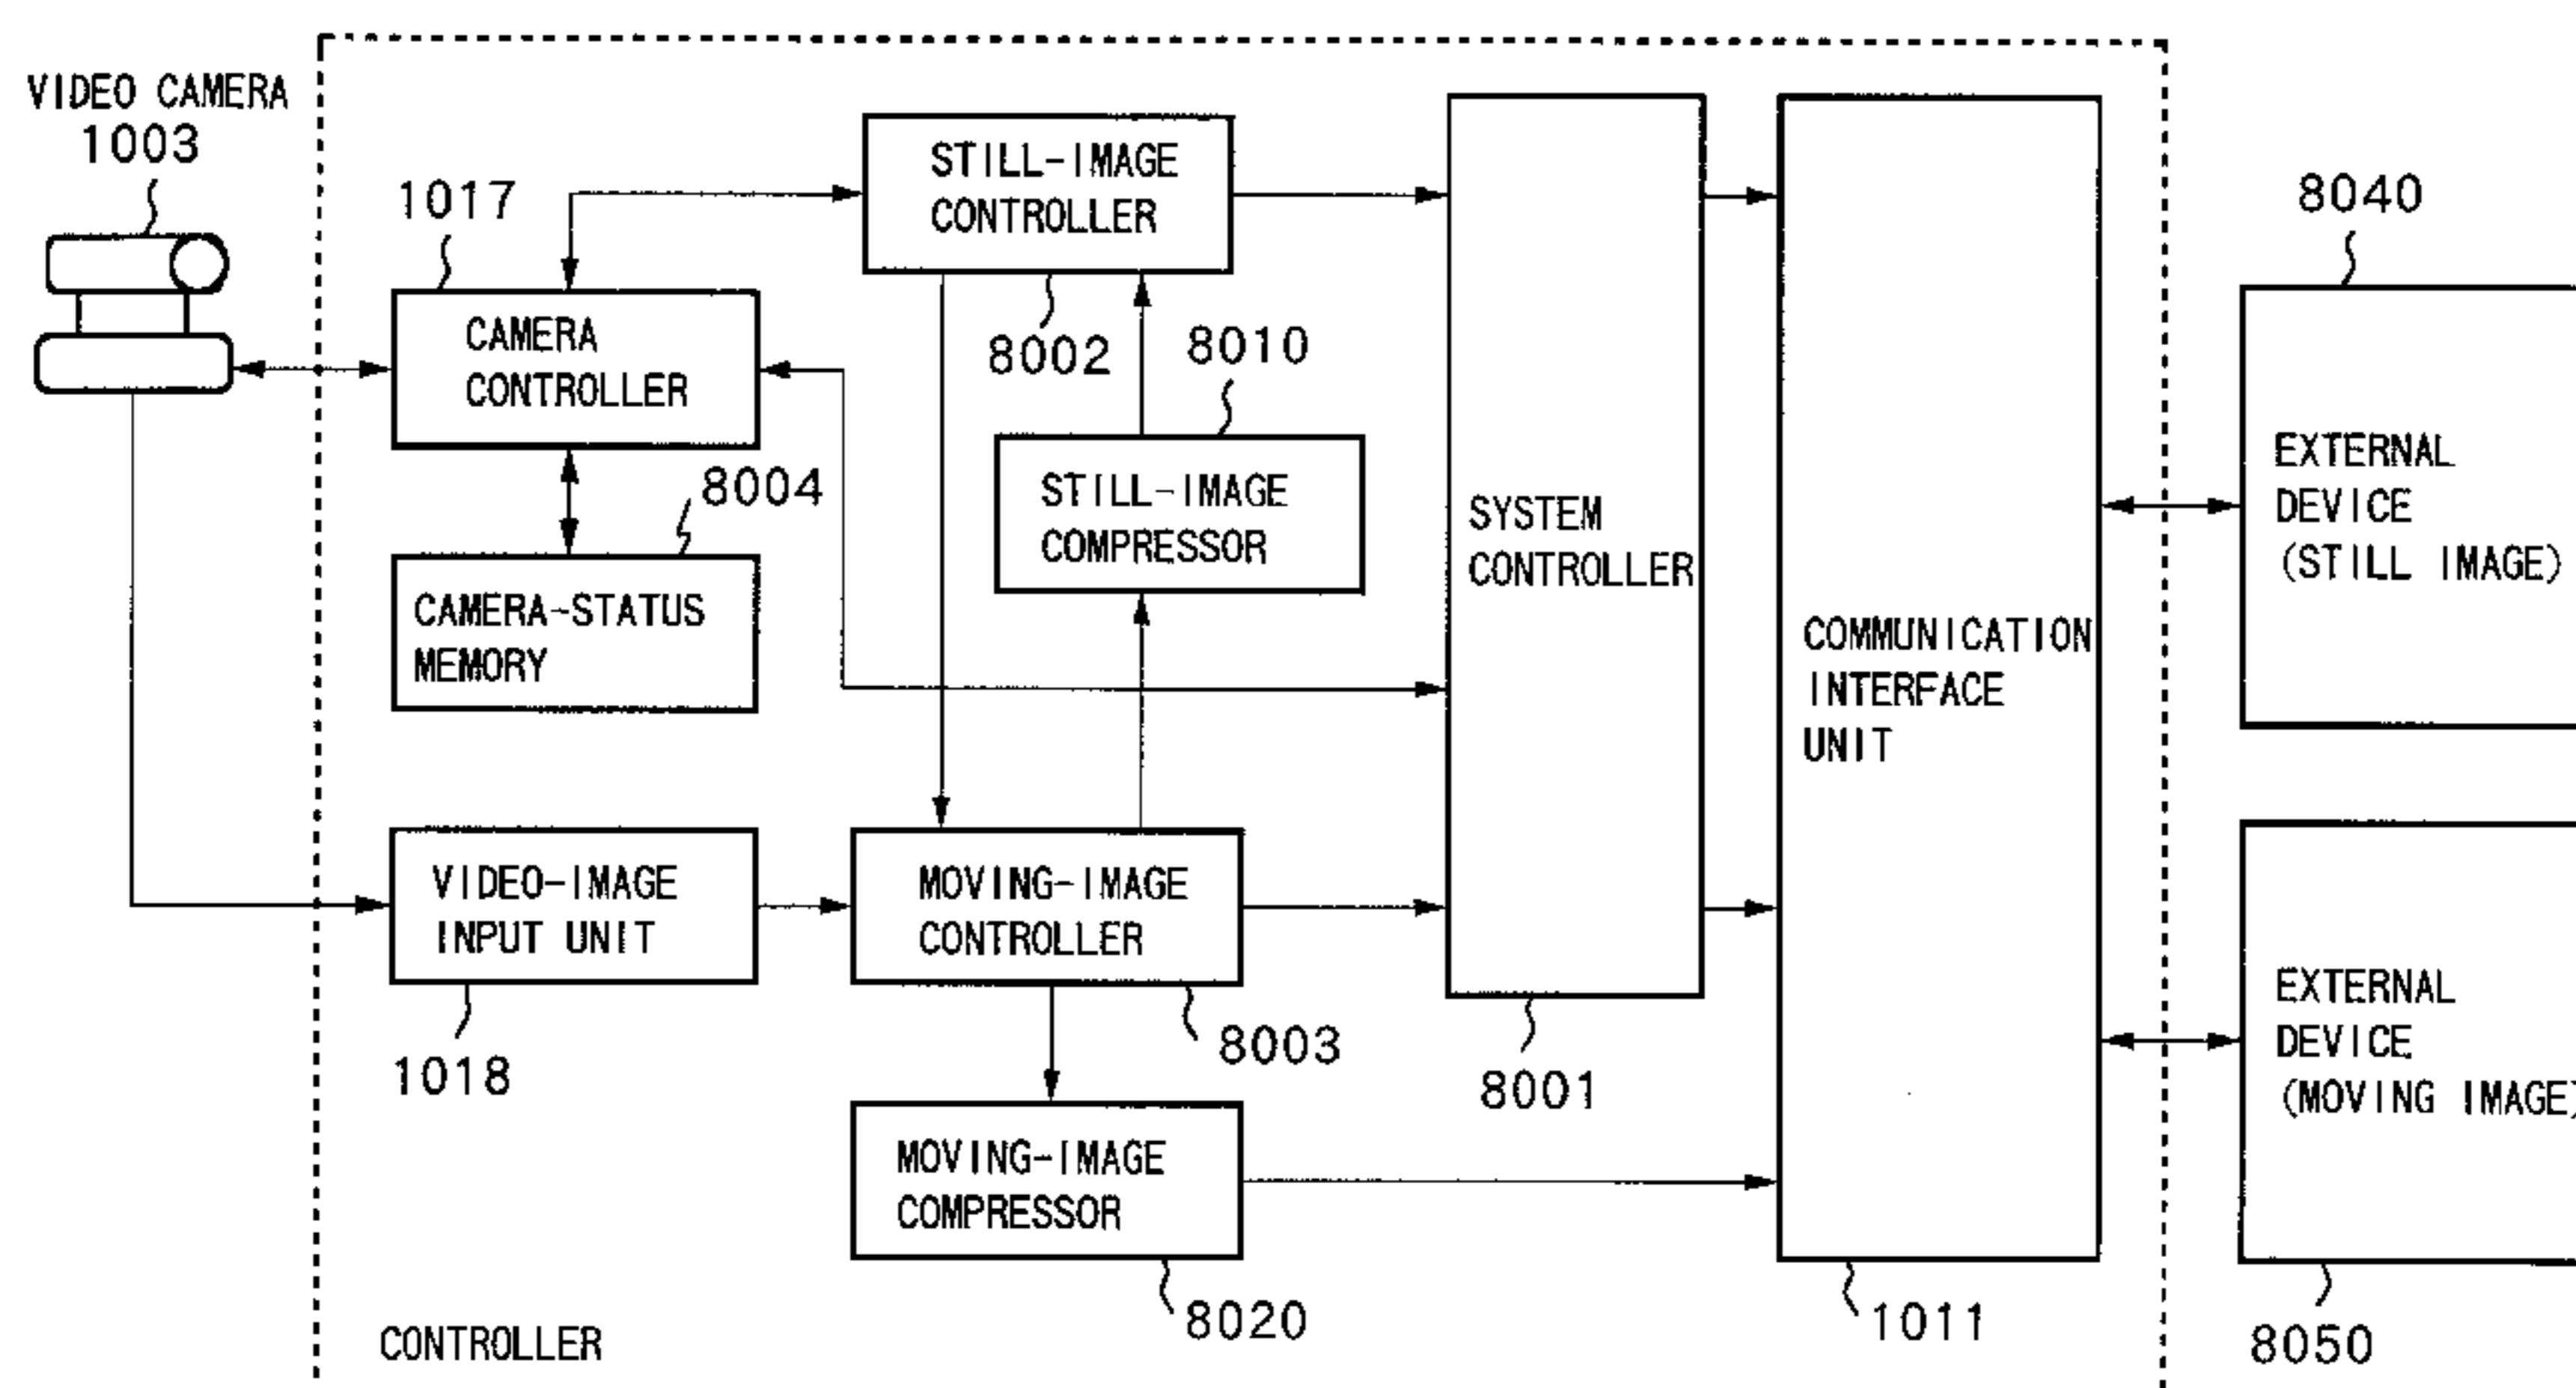 VIDEO CAMERA
1003
1017
CAMERA
CONTROLLER
8004
CAMERA-STATUS
MEMORY
VIDEO-IMAGE
INPUT UNIT
1018
STILL-IMAGE
CONTROLLER
8002
8010
STILL-IMAGE
COMPRESSOR
MOVING-IMAGE
CONTROLLER
8003
MOVING-IMAGE
COMPRESSOR
8020
SYSTEM
CONTROLLER
8001
COMMUNICATION
INTERFACE
UNIT
1011
8040
EXTERNAL
DEVICE
(STILL IMAGE)
EXTERNAL
DEVICE
(MOVING IMAGE)
8050
CONTROLLER